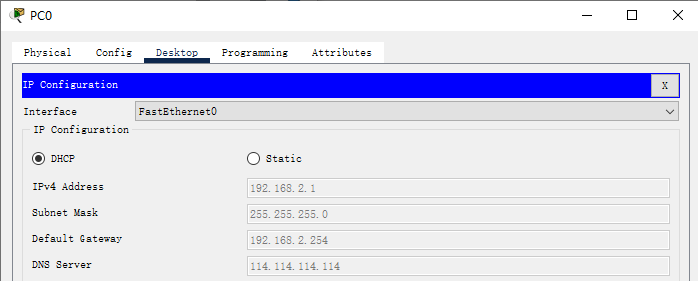 PC0
Physical Config Desktop Programming Attributes
IP Configuration X
Interface FastEthernet0
IP Configuration
DHCP Static
IPv4 Address 192.168.2.1
Subnet Mask 255.255.255.0
Default Gateway 192.168.2.254
DNS Server 114.114.114.114